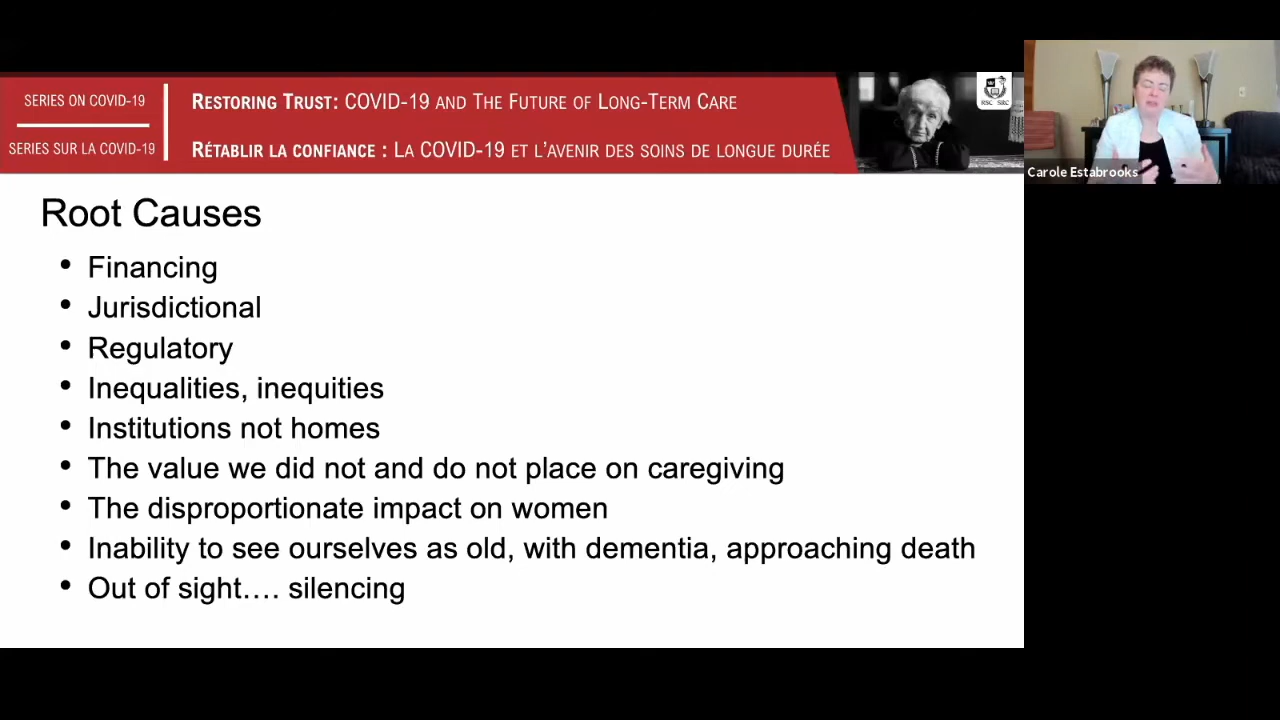 SERIES ON COVID-19
SERIES SUR LA COVID-19
RESTORING TRUST: COVID-19 AND THE FUTURE OF LONG-TERM CARE
RÉTABLIR LA CONFIANCE : LA COVID-19 ET L'AVENIR DES SOINS DE LONGUE DURÉE
RSC SRC
Carole Estabrooks
Root Causes
• Financing
• Jurisdictional
• Regulatory
• Inequalities, inequities
• Institutions not homes
• The value we did not and do not place on caregiving
• The disproportionate impact on women
• Inability to see ourselves as old, with dementia, approaching death
• Out of sight…. silencing